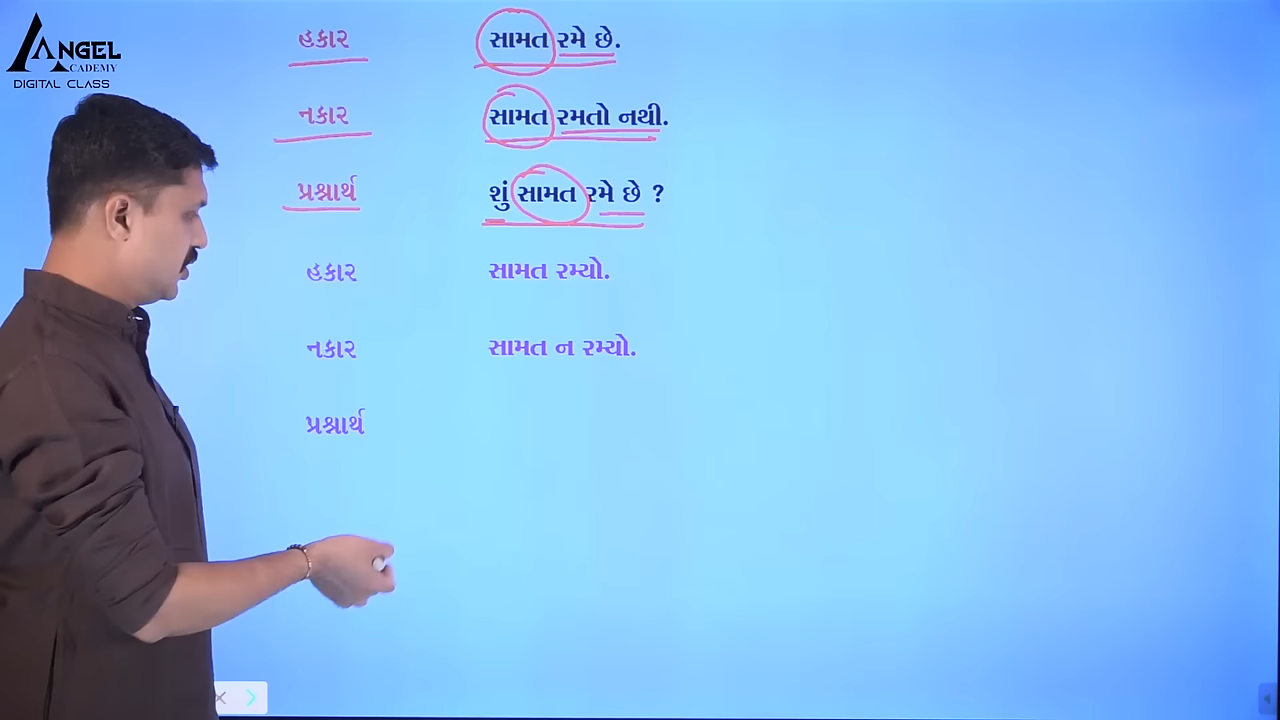 ANGEL
ACADEMY
DIGITAL CLASS
હકાર સામત રમે છે.
નકાર સામત રમતો નથી.
પ્રશ્નાર્થ શું સામત રમે છે ?
હકાર સામત રમ્યો.
નકાર સામત ન રમ્યો.
પ્રશ્નાર્થ